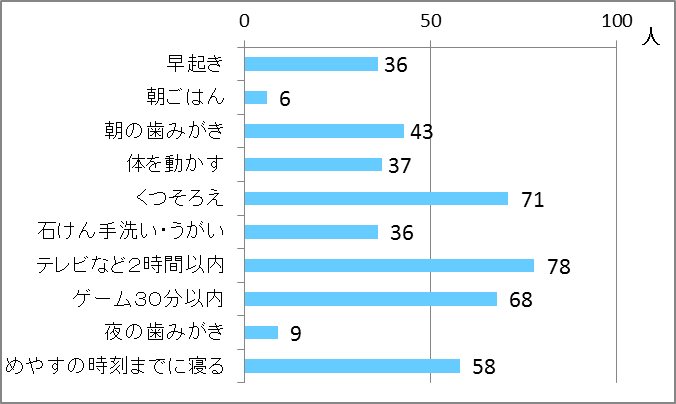 0 50 100
人
早起き 36
朝ごはん 6
朝の歯みがき 43
体を動かす 37
くつそろえ 71
石けん手洗い・うがい 36
テレビなど２時間以内 78
ゲーム３０分以内 68
夜の歯みがき 9
めやすの時刻までに寝る 58